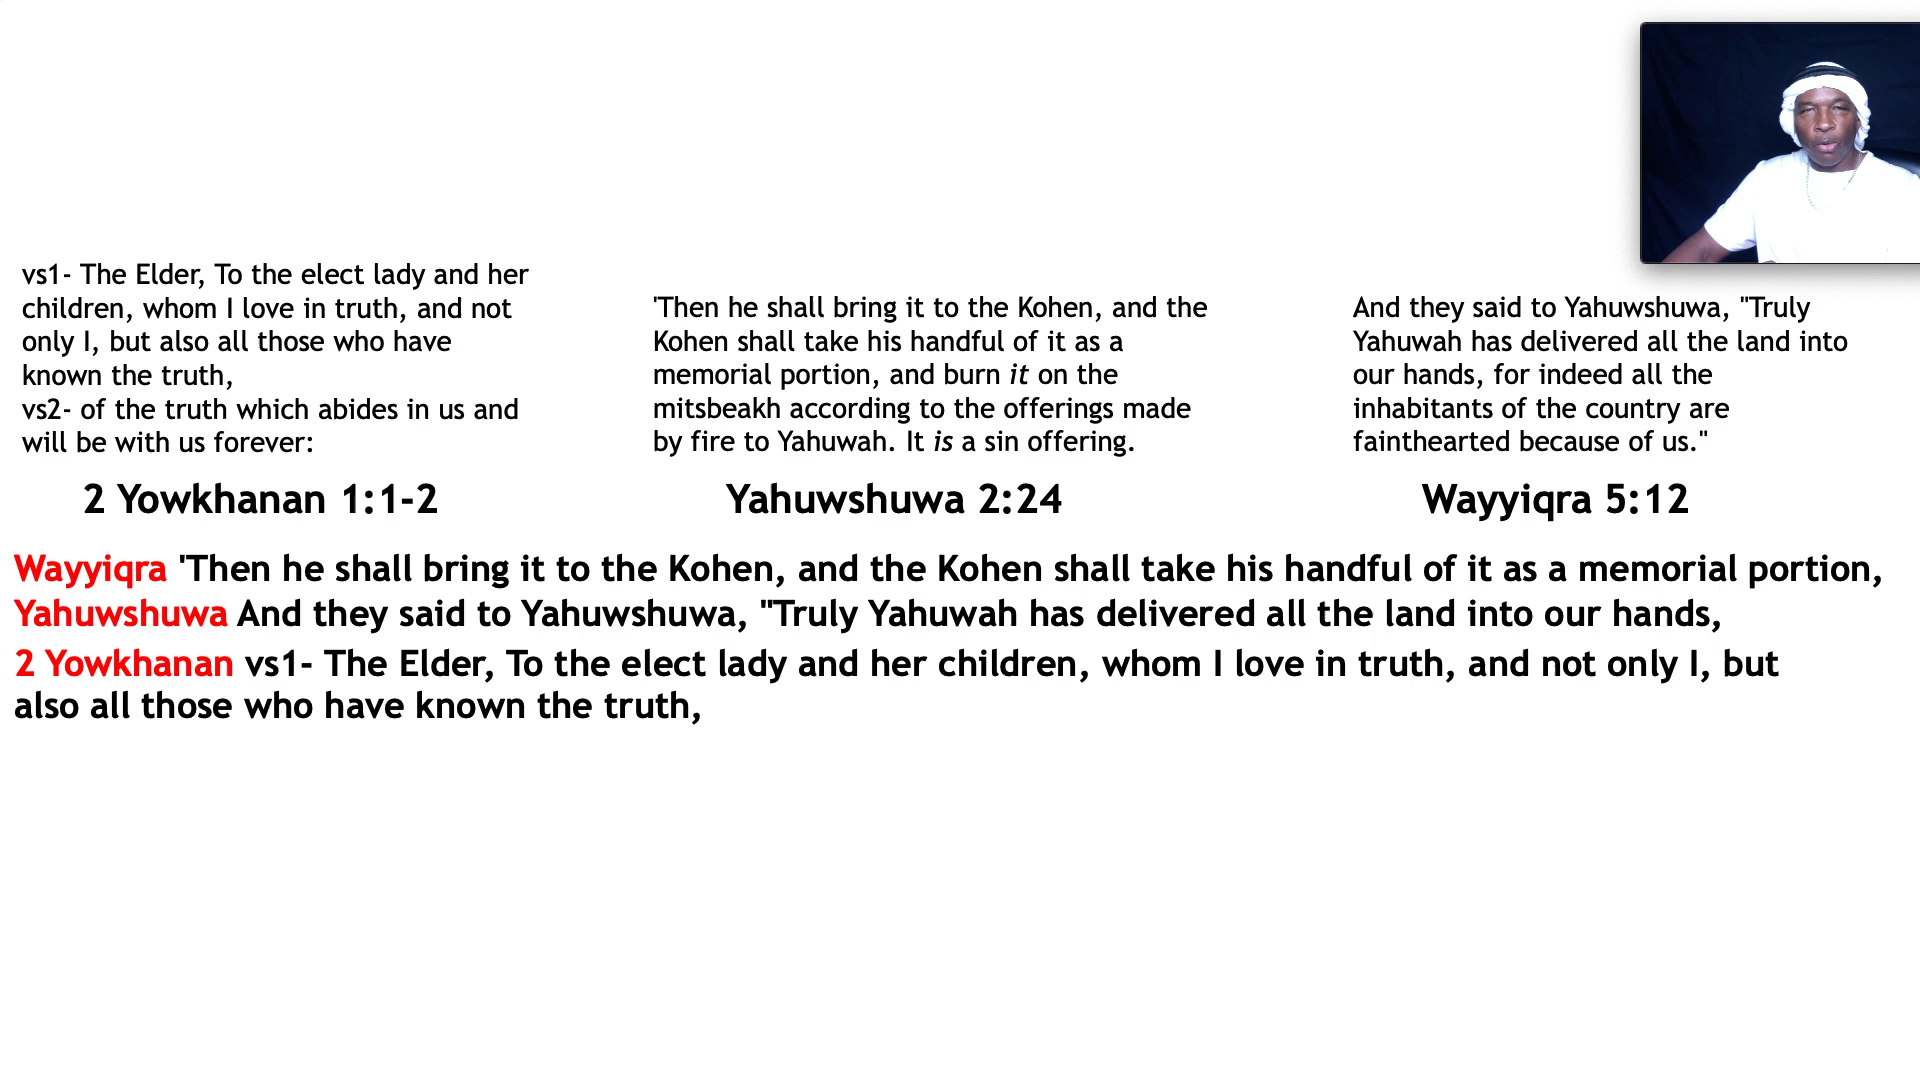 vs1- The Elder, To the elect lady and her
children, whom I love in truth, and not
only I, but also all those who have
known the truth,
vs2- of the truth which abides in us and
will be with us forever:
2 Yowkhanan 1:1-2
'Then he shall bring it to the Kohen, and the
Kohen shall take his handful of it as a
memorial portion, and burn it on the
mitsbeakh according to the offerings made
by fire to Yahuwah. It is a sin offering.
Yahuwshuwa 2:24
And they said to Yahuwshuwa, "Truly
Yahuwah has delivered all the land into
our hands, for indeed all the
inhabitants of the country are
fainthearted because of us."
Wayyiqra 5:12
Wayyiqra 'Then he shall bring it to the Kohen, and the Kohen shall take his handful of it as a memorial portion,
Yahuwshuwa And they said to Yahuwshuwa, "Truly Yahuwah has delivered all the land into our hands,
2 Yowkhanan vs1- The Elder, To the elect lady and her children, whom I love in truth, and not only I, but
also all those who have known the truth,